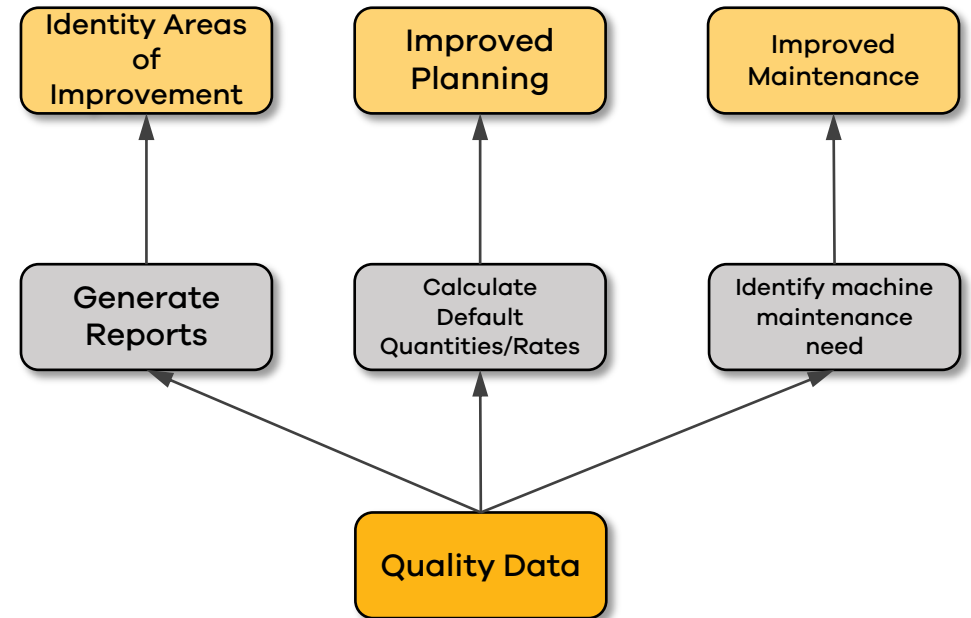 Identity Areas
of
Improvement
Improved
Planning
Improved
Maintenance
Generate
Reports
Calculate
Default
Quantities/Rates
Identify machine
maintenance
need
Quality Data